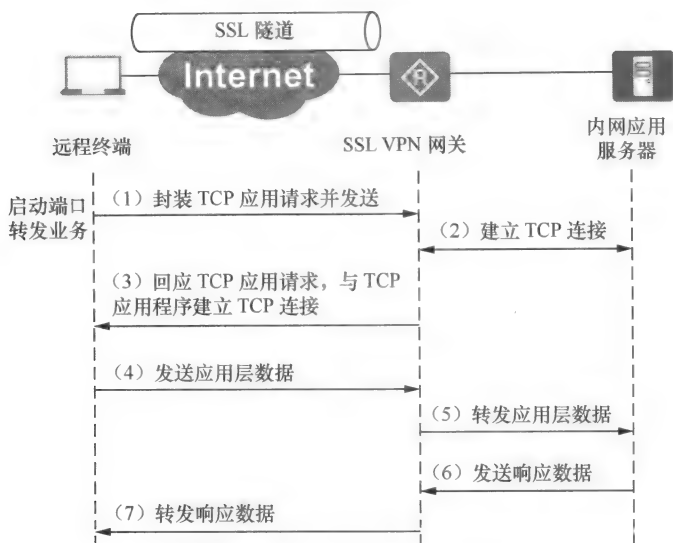 SSL 隧道
Internet
远程终端
SSL VPN 网关
内网应用
服务器
启动端口
转发业务
(1) 封装 TCP 应用请求并发送
(2) 建立 TCP 连接
(3) 回应 TCP 应用请求，与 TCP
应用程序建立 TCP 连接
(4) 发送应用层数据
(5) 转发应用层数据
(6) 发送响应数据
(7) 转发响应数据